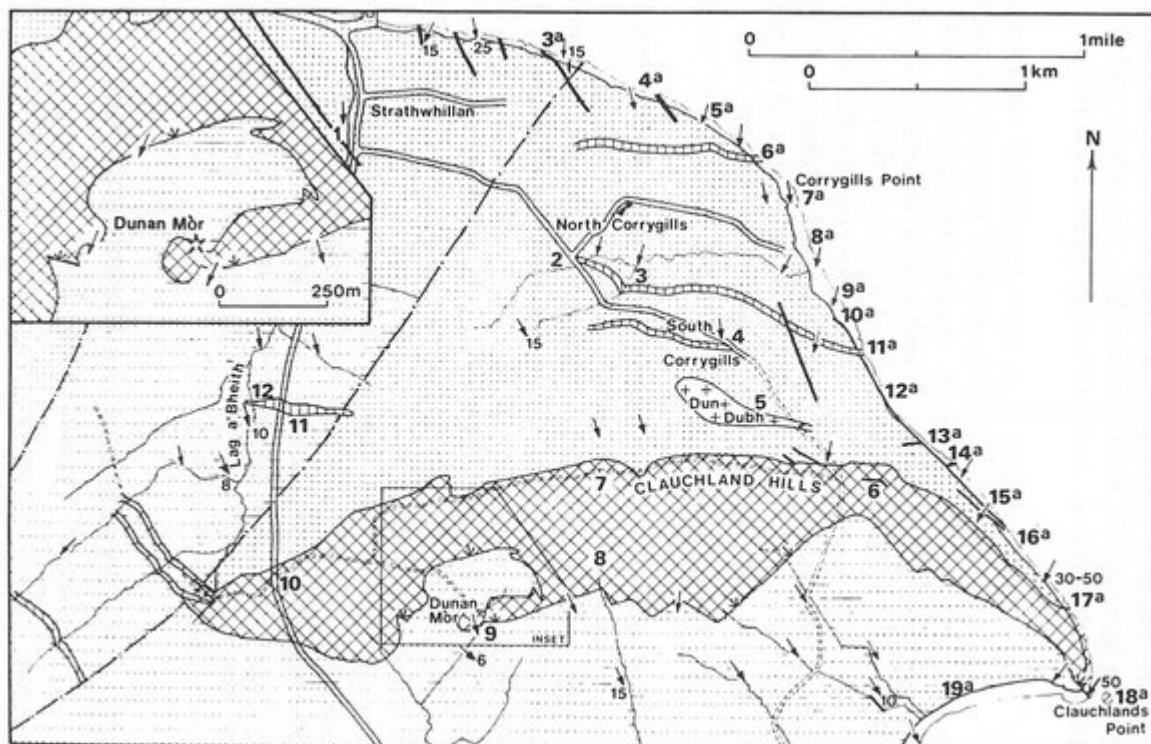 3a
15
25
15
0
1mile
0
1km
4a
Strathwhillan
5a
1
6a
N
Corrygills Point
7a
Dunan Mòr
North Corrygills
8a
2
3
9a
0
250m
10a
South
Corrygills
4
15
11a
12
12a
Dun
Dubh
5
11
Lag a' Bheith'
10
13a
14a
8
7
CLAUCHLAND HILLS
6
15a
16a
8
10
30-50
17a
Dunan
Mòr
9
INSET
6
15
10
19a
50
18a
Clauchlands
Point